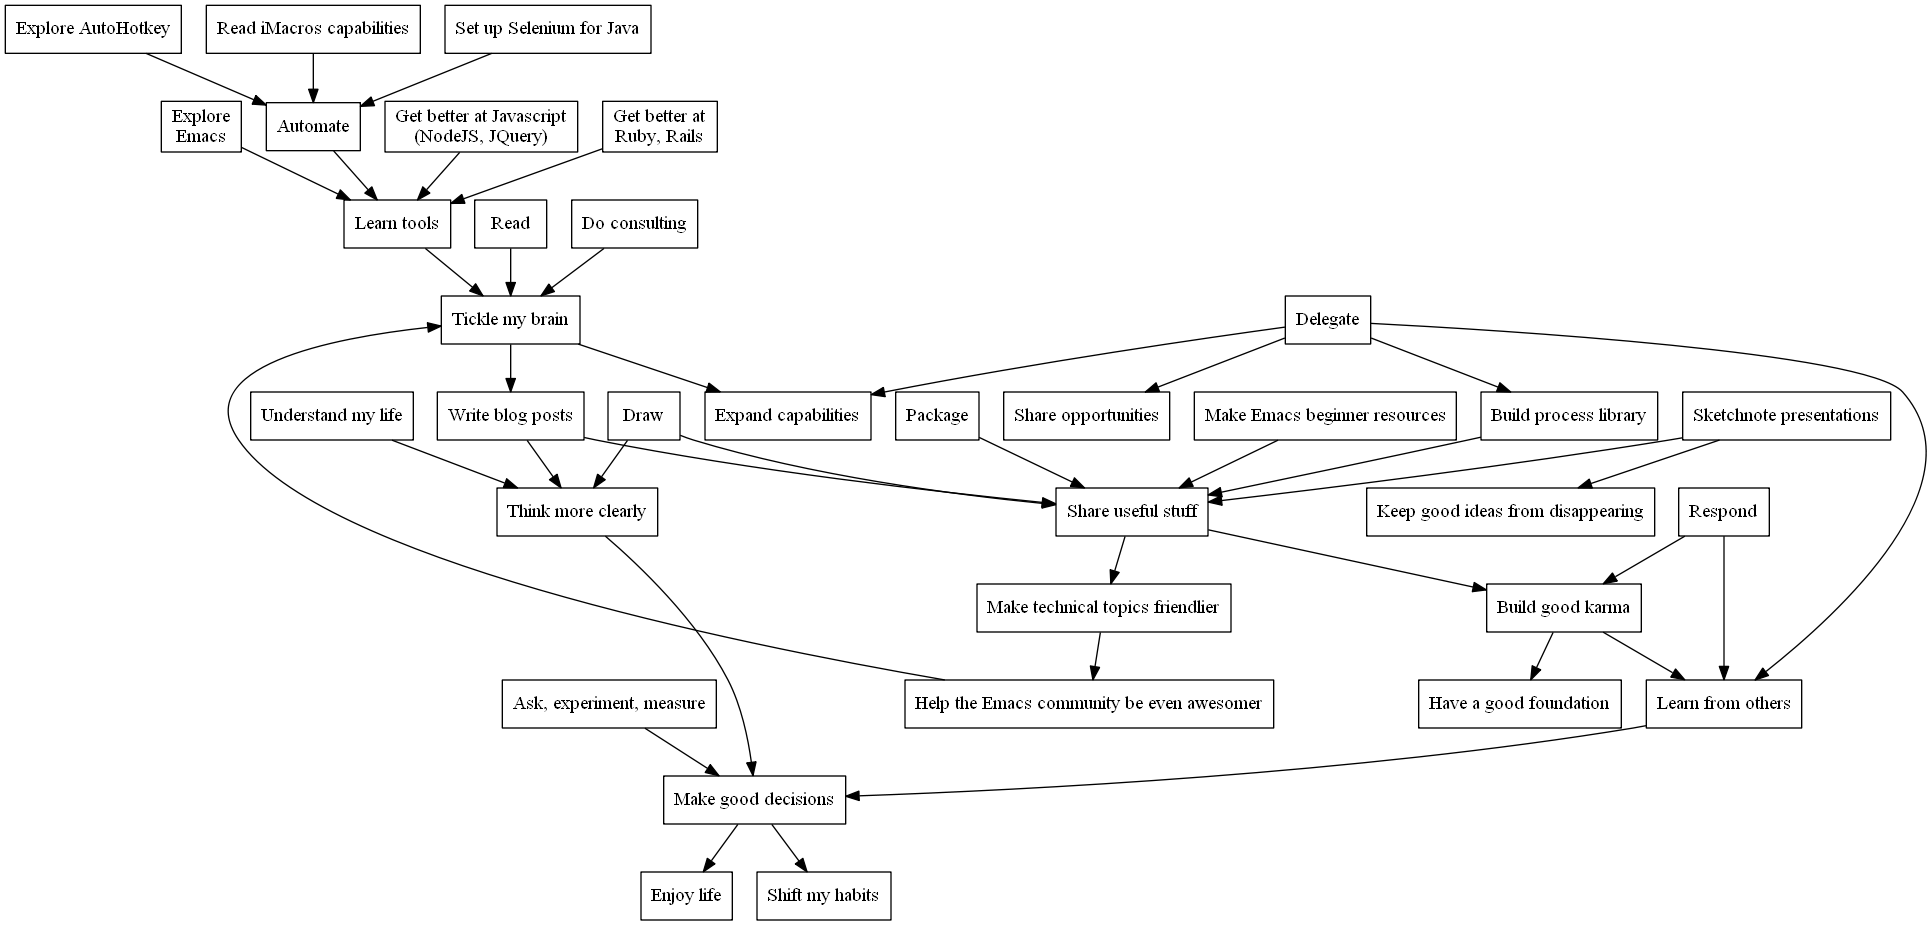 Explore AutoHotkey
Read iMacros capabilities
Set up Selenium for Java
Explore
Emacs
Automate
Get better at Javascript
(NodeJS, JQuery)
Get better at
Ruby, Rails
Learn tools
Read
Do consulting
Tickle my brain
Delegate
Understand my life
Write blog posts
Draw
Expand capabilities
Package
Share opportunities
Make Emacs beginner resources
Build process library
Sketchnote presentations
Think more clearly
Share useful stuff
Keep good ideas from disappearing
Respond
Make technical topics friendlier
Build good karma
Ask, experiment, measure
Help the Emacs community be even awesomer
Have a good foundation
Learn from others
Make good decisions
Enjoy life
Shift my habits